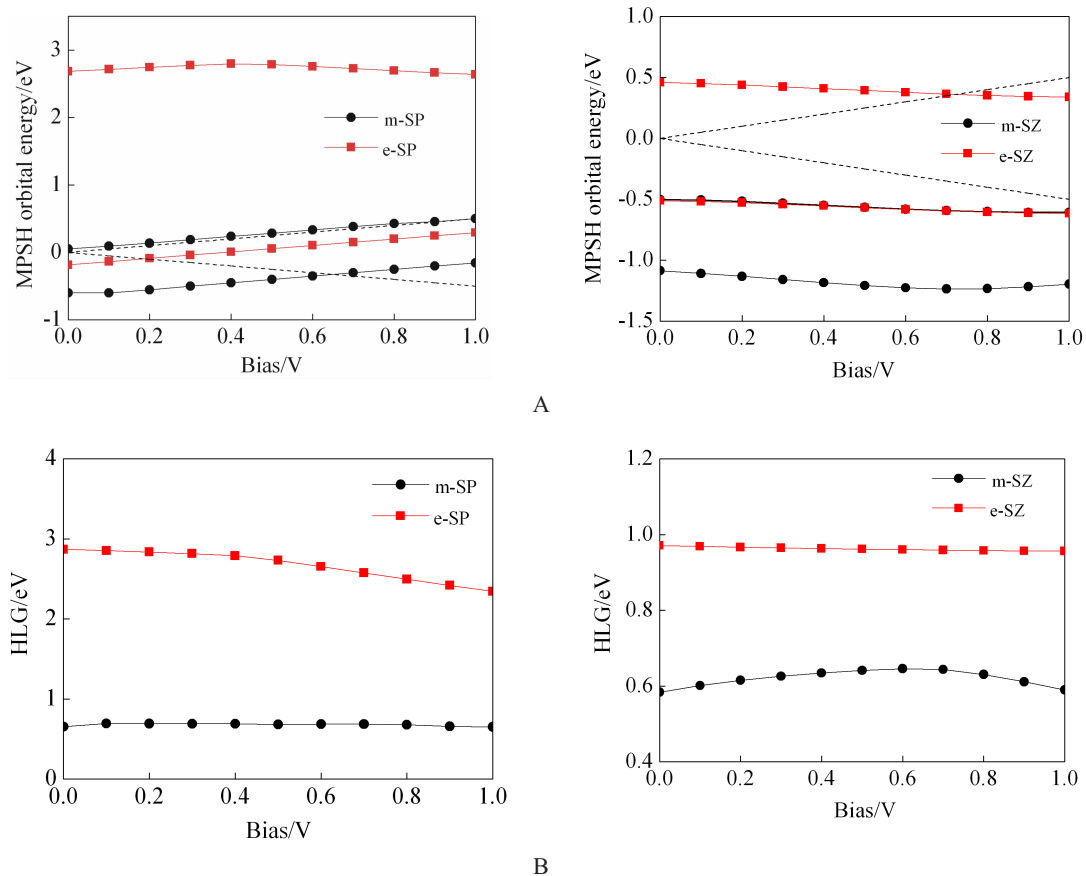 MPSH orbital energy/eV
3
2
1
0
-1
m-SP
e-SP
0.0 0.2 0.4 0.6 0.8 1.0
Bias/V
MPSH orbital energy/eV
1.0
0.5
0.0
-0.5
-1.0
-1.5
m-SZ
e-SZ
0.0 0.2 0.4 0.6 0.8 1.0
Bias/V
A
HLG/eV
4
3
2
1
0
m-SP
e-SP
0.0 0.2 0.4 0.6 0.8 1.0
Bias/V
HLG/eV
1.2
1.0
0.8
0.6
0.4
m-SZ
e-SZ
0.0 0.2 0.4 0.6 0.8 1.0
Bias/V
B